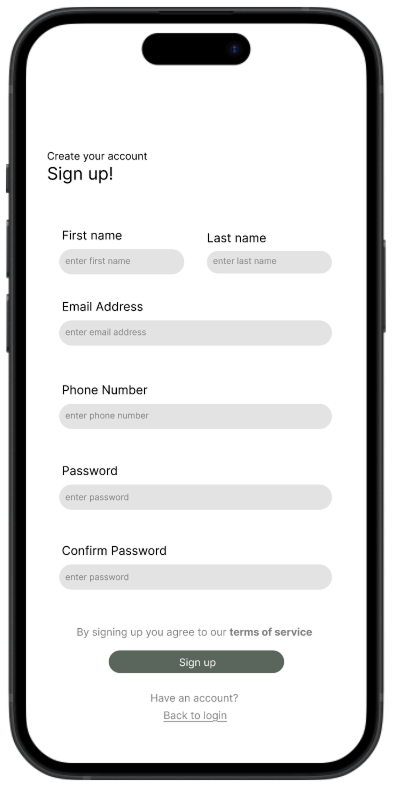 Create your account
Sign up!
First name
Last name
enter first name
enter last name
Email Address
enter email address
Phone Number
enter phone number
Password
enter password
Confirm Password
enter password
By signing up you agree to our terms of service
Sign up
Have an account?
Back to login